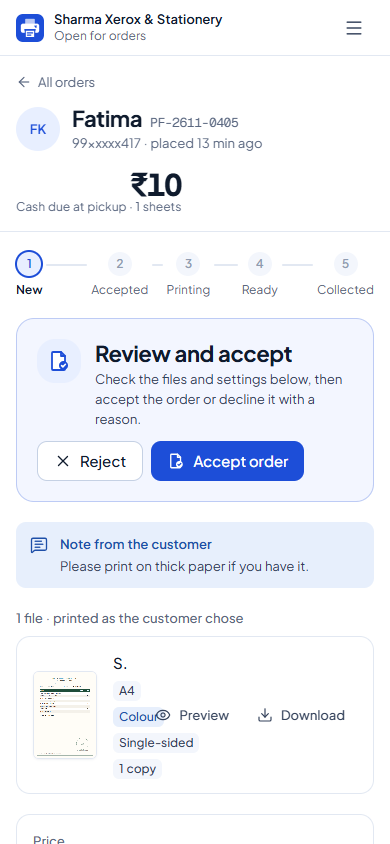 Sharma Xerox & Stationery
Open for orders
All orders
FK
Fatima PF-2611-0405
99×xxxx417 · placed 13 min ago
₹10
Cash due at pickup · 1 sheets
1 2 3 4 5
New Accepted Printing Ready Collected
Review and accept
Check the files and settings below, then
accept the order or decline it with a
reason.
Reject Accept order
Note from the customer
Please print on thick paper if you have it.
1 file · printed as the customer chose
S.
A4
Colour Preview Download
Single-sided
1 copy
Price